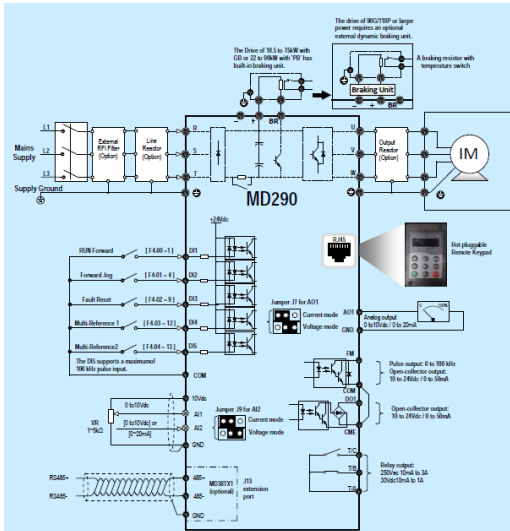 The drive of 90G/110P or larger
power requires an optional
external dynamic braking unit.
The Drive of 18.5 to 75kW with
GB or 22 to 90kW with 'PB' has
built-in braking unit.
A braking resistor with
temperature switch
Braking Unit
− + BR
− + BR
L1
L2
L3
Mains
Supply
External
RFI Filter
(Option)
Line
Reactor
(Option)
R
S
T
U
V
W
Output
Reactor
(Option)
IM
Supply Ground
MD290
+24Vdc
RJ45
Hot pluggable
Remote Keypad
RUN Forward [ F4-00 =1 ] DI1
Forward Jog [ F4-01 = 4 ] DI2
Fault Reset [ F4-02 = 9 ] DI3
Multi-Reference 1 [ F4-03 = 12 ] DI4
Multi-Reference2 [ F4-04 = 13 ] DI5
The DI5 supports a maximumof
100 kHz pulse input.
COM
Jumper J7 for AO1
Current mode
Voltage mode
AO1
Analog output
0 to10Vdc / 0 to20mA
GND
FM
Pulse output: 0 to 100 kHz
Open-collector output:
10 to 24Vdc / 0 to 50mA
COM
DO1
Open-collector output:
10 to 24Vdc / 0 to 50mA
CME
10Vdc
0 to10Vdc
AI1
VR
1~5kΩ
[0 to10Vdc] or
[0~20mA]
AI2
GND
Jumper J9 for AI2
Current mode
Voltage mode
T/C
T/B
T/A
Relay output:
250Vac 10mA to 3A
30Vdc10mA to 1A
RS485+
RS485-
485+
485-
GND
MD38TX1
(optional)
J13
extension
port